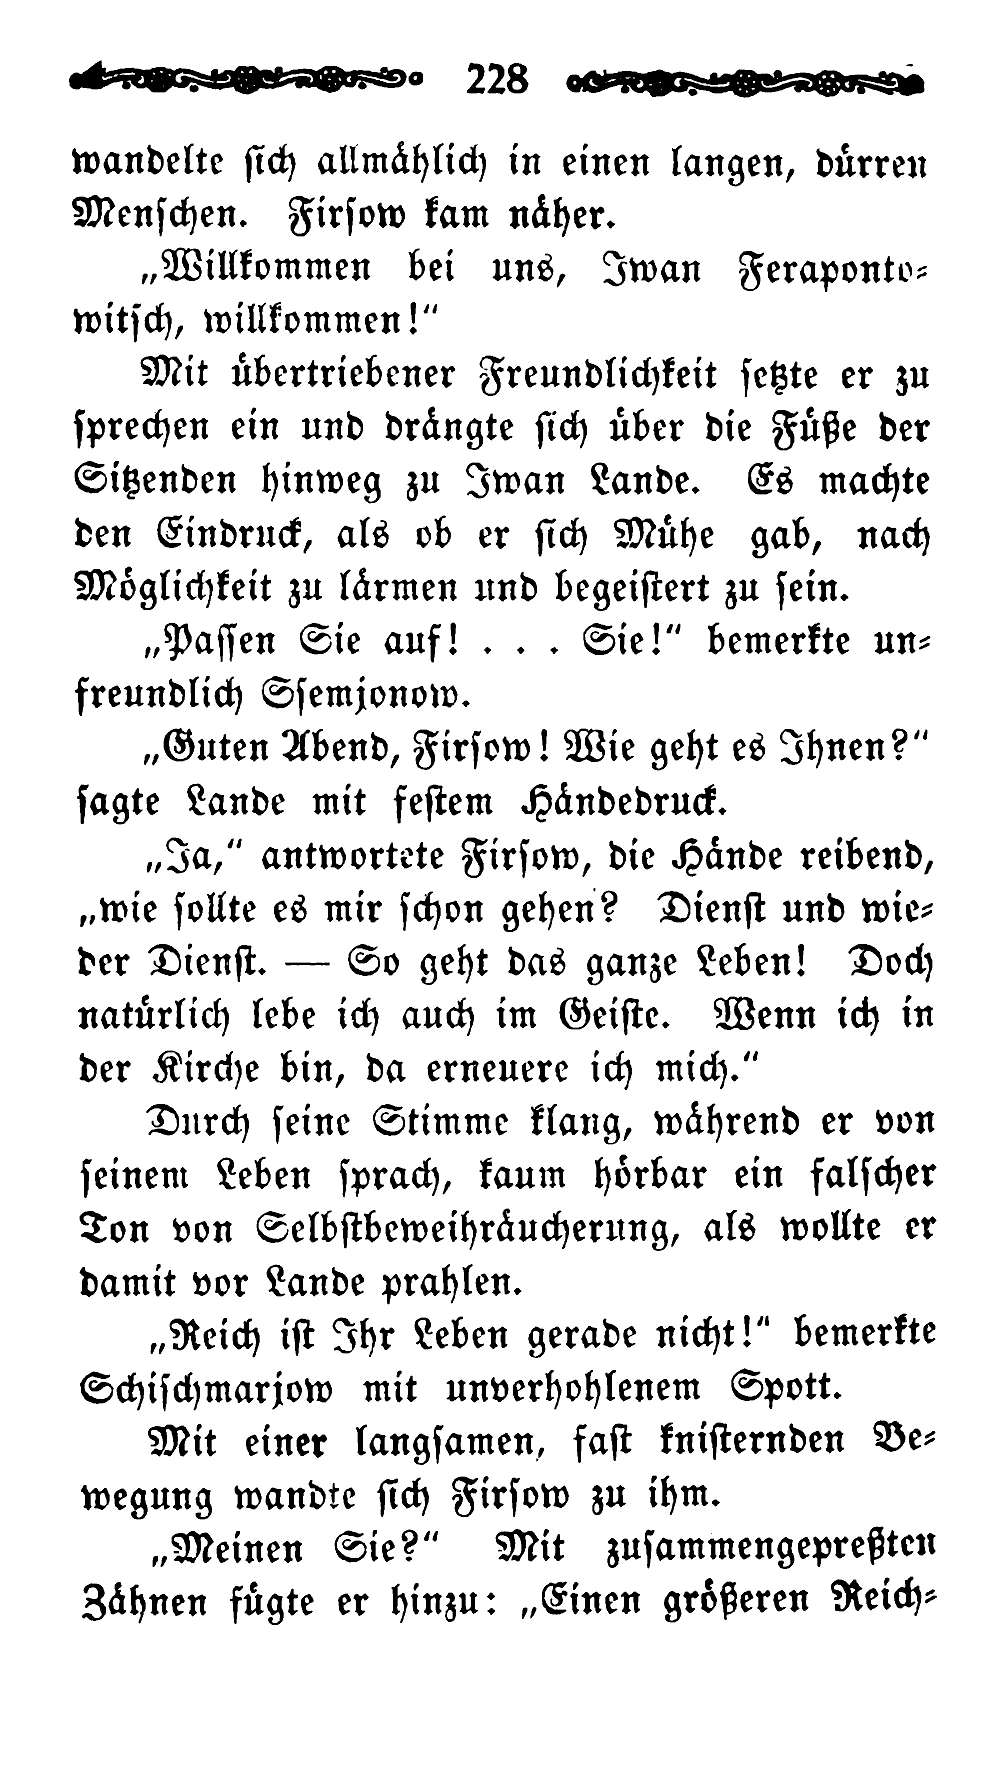 228
wandelte sich allmählich in einen langen, dürren
Menschen. Firsow kam näher.
„Willkommen bei uns, Iwan Feraponto-
witsch, willkommen!“
Mit übertriebener Freundlichkeit setzte er zu
sprechen ein und drängte sich über die Füße der
Sitzenden hinweg zu Iwan Lande. Es machte
den Eindruck, als ob er sich Mühe gab, nach
Möglichkeit zu lärmen und begeistert zu sein.
„Passen Sie auf! . . . Sie!“ bemerkte un-
freundlich Ssemjonow.
„Guten Abend, Firsow! Wie geht es Ihnen?“
sagte Lande mit festem Händedruck.
„Ja,“ antwortete Firsow, die Hände reibend,
„wie sollte es mir schon gehen? Dienst und wie-
der Dienst. — So geht das ganze Leben! Doch
natürlich lebe ich auch im Geiste. Wenn ich in
der Kirche bin, da erneuere ich mich.“
Durch seine Stimme klang, während er von
seinem Leben sprach, kaum hörbar ein falscher
Ton von Selbstbeweihräucherung, als wollte er
damit vor Lande prahlen.
„Reich ist Ihr Leben gerade nicht!“ bemerkte
Schischmarjow mit unverhohlenem Spott.
Mit einer langsamen, fast knisternden Be-
wegung wandte sich Firsow zu ihm.
„Meinen Sie?“ Mit zusammengepreßten
Zähnen fügte er hinzu: „Einen größeren Reich-